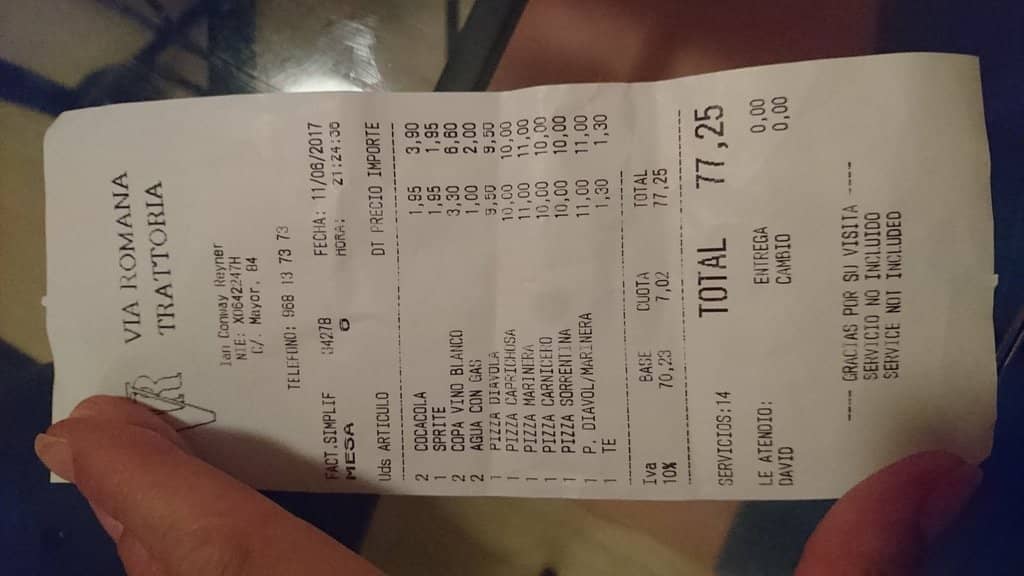 VIA ROMANA
TRATTORIA
VR
Ian Conway Reyner
NIE: X0642247H
C/. Mayor, 84
TELEFONO: 968 13 73 73
FACT.SIMPLIF 34278 FECHA: 11/08/2017
MESA 6 HORA: 21:24:36
Uds ARTICULO DT PRECIO IMPORTE
2 COCACOLA 1,95 3,90
1 SPRITE 1,95 1,95
2 COPA VINO BLANCO 3,30 6,60
2 AGUA CON GAS 1,00 2,00
1 PIZZA DIAVOLA 9,50 9,50
1 PIZZA CAPRICHOSA 10,00 10,00
1 PIZZA MARINERA 11,00 11,00
1 PIZZA CARNICERO 10,00 10,00
1 PIZZA SORRENTINA 10,00 10,00
1 P. DIAVOL/MARINERA 11,00 11,00
1 TE 1,30 1,30
Iva BASE CUOTA TOTAL
10% 70,23 7,02 77,25
TOTAL 77,25
SERVICIOS:14
ENTREGA 0,00
CAMBIO 0,00
LE ATENDIO:
DAVID
---- GRACIAS POR SU VISITA ----
SERVICIO NO INCLUIDO
SERVICE NOT INCLUDED